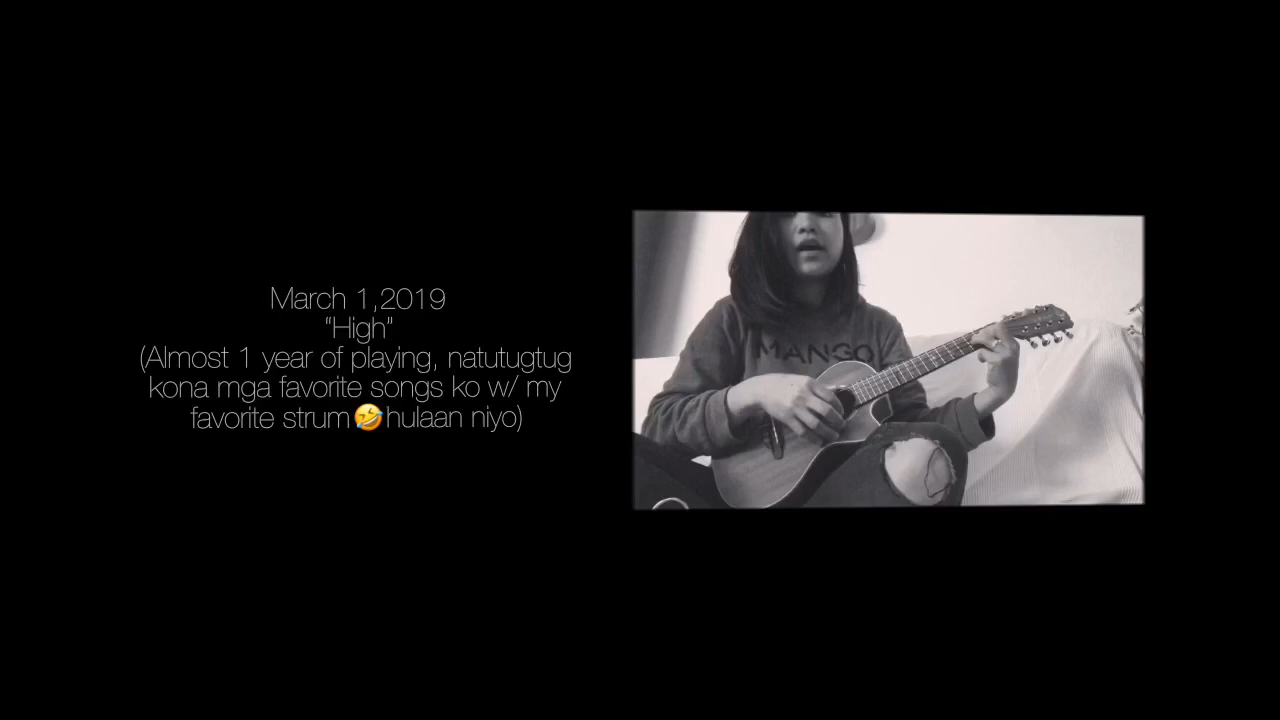 March 1,2019
“High”
(Almost 1 year of playing, natutugtug
kona mga favorite songs ko w/ my
favorite strum🤣hulaan niyo)
MANGO